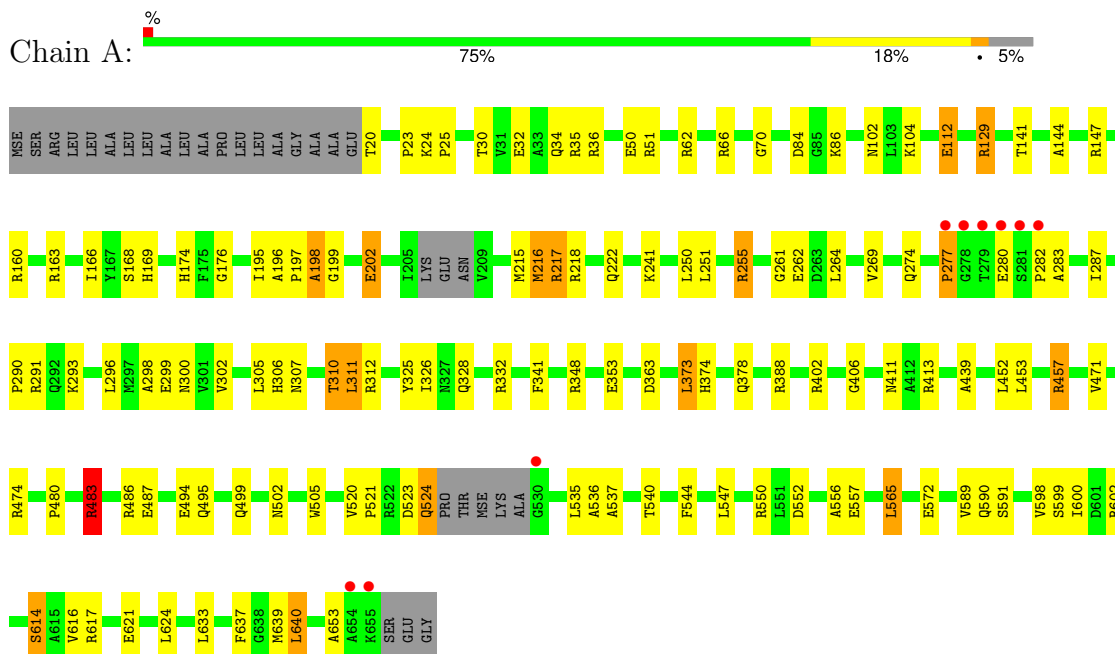 %
Chain A:
75% 18% • 5%
MSE SER ARG LEU LEU ALA LEU LEU ALA LEU ALA PRO LEU LEU ALA GLY ALA ALA GLU T20 P23 K24 P25 T30 V31 E32 A33 Q34 R35 R36 E50 R51 R62 R66 G70 D84 G85 K86 N102 L103 K104 E112 R129 T141 A144 R147
R160 R163 I166 Y167 S168 H169 H174 F175 G176 I195 A196 P197 A198 G199 E202 I205 LYS GLU ASN V209 M215 M216 R217 R218 Q222 K241 L250 L251 R255 G261 E262 D263 L264 V269 Q274 P277 G278 T279 E280 S281 P282 A283 I287
P290 R291 Q292 K293 L296 M297 A298 E299 N300 V301 V302 L305 H306 N307 T310 L311 R312 Y325 I326 N327 Q328 R332 F341 R348 E353 D363 L373 H374 Q378 R388 R402 G406 N411 A412 R413 A439 L452 L453 R457 V471
R474 P480 R483 R486 E487 E494 Q495 Q499 N502 W505 V520 P521 R522 D523 Q524 PRO THR MSE LYS ALA G530 L535 A536 A537 T540 F544 L547 R550 L551 D552 A556 E557 L565 E572 V589 Q590 S591 V598 S599 I600 D601
S614 A615 V616 R617 E621 L624 L633 F637 G638 M639 L640 A653 A654 K655 SER GLU GLY